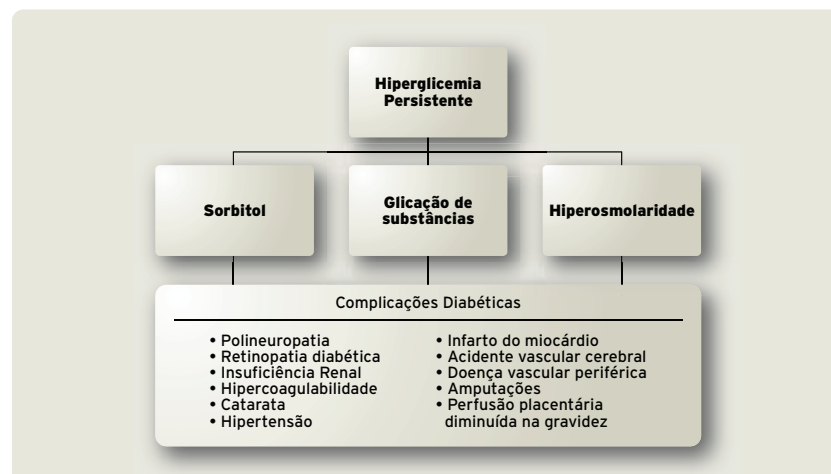 Hiperglicemia
Persistente
Sorbitol
Glicação de
substâncias
Hiperosmolaridade
Complicações Diabéticas
• Polineuropatia
• Retinopatia diabética
• Insuficiência Renal
• Hipercoagulabilidade
• Catarata
• Hipertensão
• Infarto do miocárdio
• Acidente vascular cerebral
• Doença vascular periférica
• Amputações
• Perfusão placentária
diminuída na gravidez